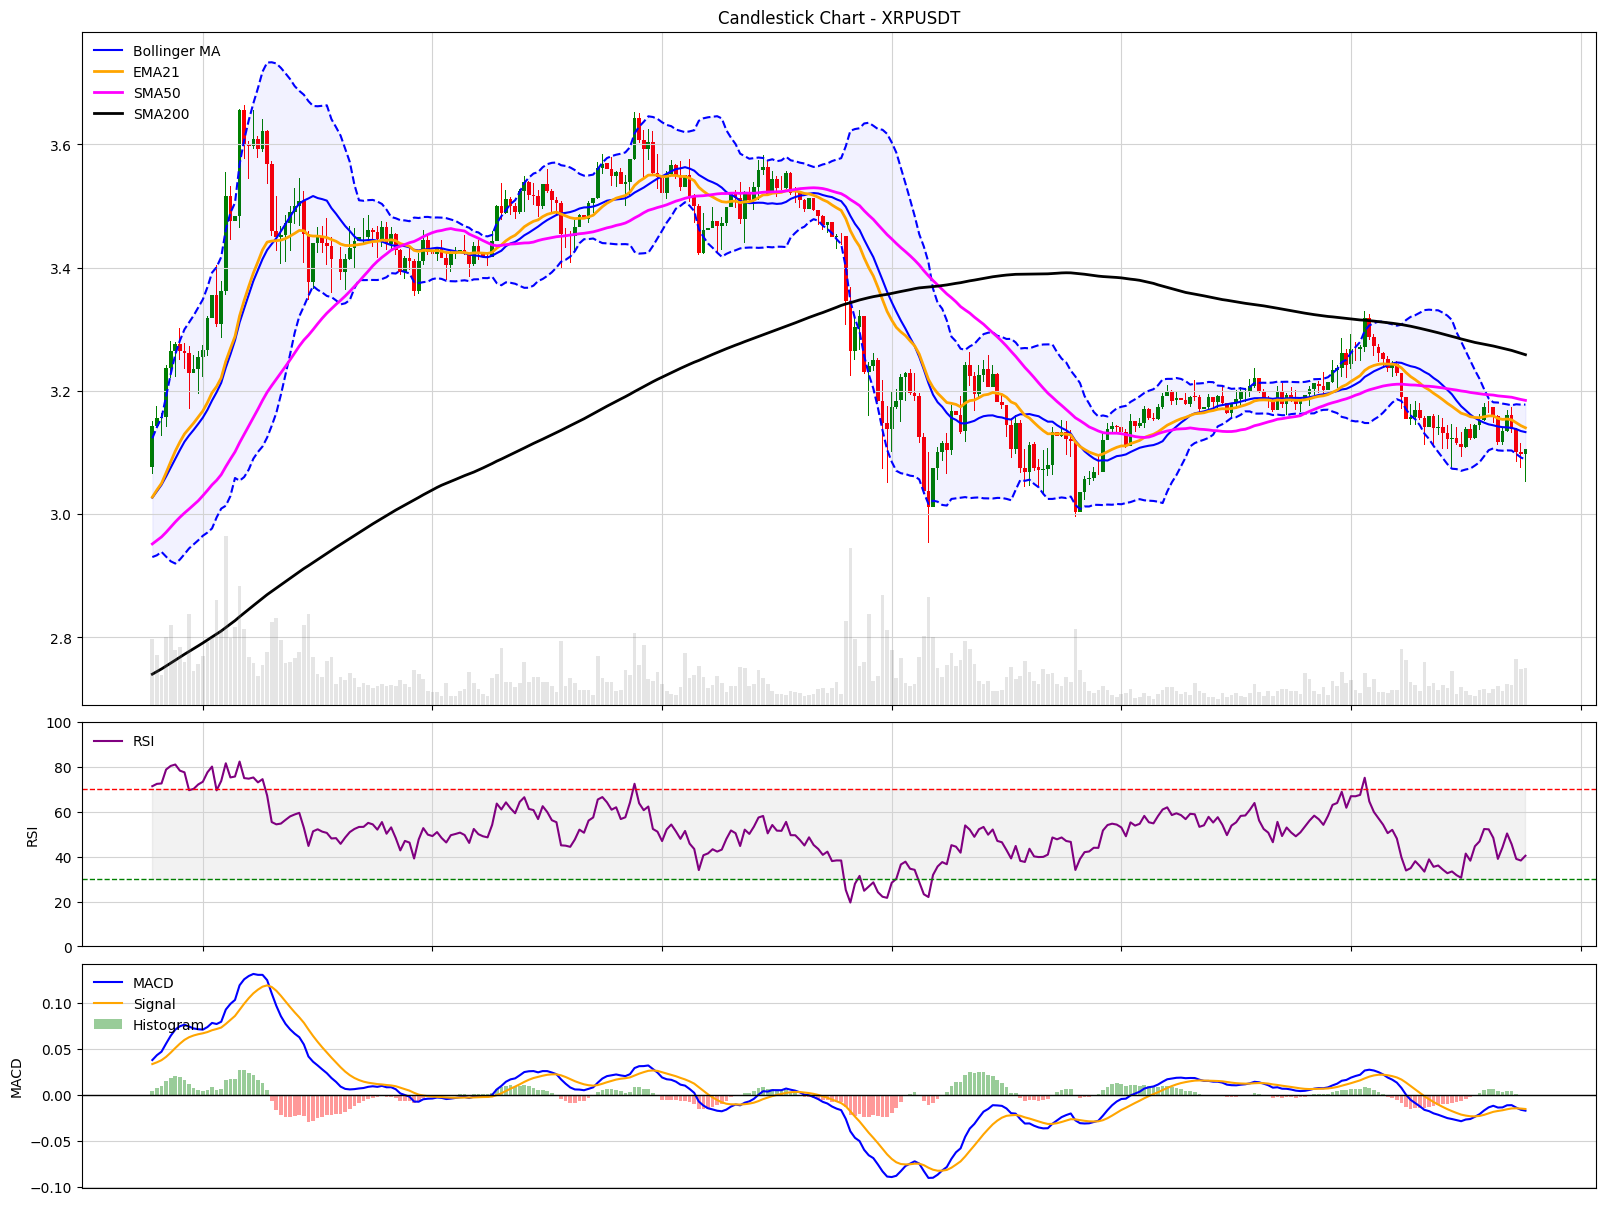 Candlestick Chart - XRPUSDT
Bollinger MA
EMA21
SMA50
SMA200
3.6
3.4
3.2
3.0
2.8
RSI
100
80
60
40
20
0
RSI
MACD
Signal
Histogram
0.10
0.05
0.00
−0.05
−0.10
MACD